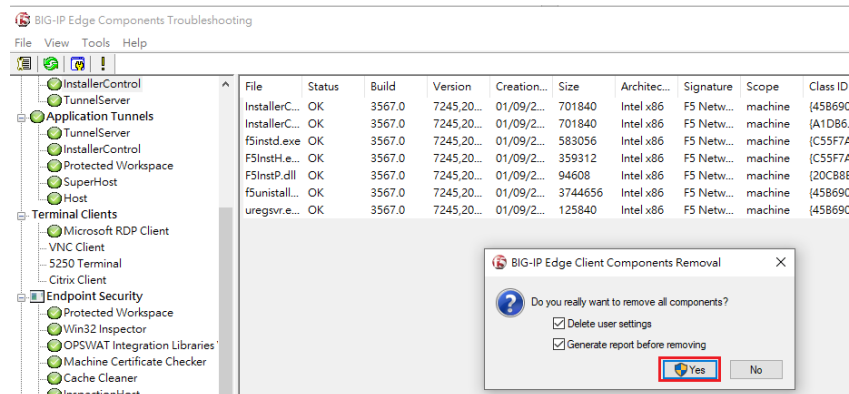 BIG-IP Edge Components Troubleshooting
File View Tools Help
InstallerControl
TunnelServer
Application Tunnels
TunnelServer
InstallerControl
Protected Workspace
SuperHost
Host
Terminal Clients
Microsoft RDP Client
VNC Client
5250 Terminal
Citrix Client
Endpoint Security
Protected Workspace
Win32 Inspector
OPSWAT Integration Libraries
Machine Certificate Checker
Cache Cleaner
InspectionHost
File Status Build Version Creation... Size Architec... Signature Scope Class ID
InstallerC... OK 3567.0 7245,20... 01/09/2... 701840 Intel x86 F5 Netw... machine {45B690
InstallerC... OK 3567.0 7245,20... 01/09/2... 701840 Intel x86 F5 Netw... machine {A1DB6.
f5instd.exe OK 3567.0 7245,20... 01/09/2... 583056 Intel x86 F5 Netw... machine {C55F7A
F5InstH.e... OK 3567.0 7245,20... 01/09/2... 359312 Intel x86 F5 Netw... machine {C55F7A
F5InstP.dll OK 3567.0 7245,20... 01/09/2... 94608 Intel x86 F5 Netw... machine {20CB8E
f5unistall... OK 3567.0 7245,20... 01/09/2... 3744656 Intel x86 F5 Netw... machine {45B690
uregsvr.e... OK 3567.0 7245,20... 01/09/2... 125840 Intel x86 F5 Netw... machine {45B690
BIG-IP Edge Client Components Removal
Do you really want to remove all components?
Delete user settings
Generate report before removing
Yes No